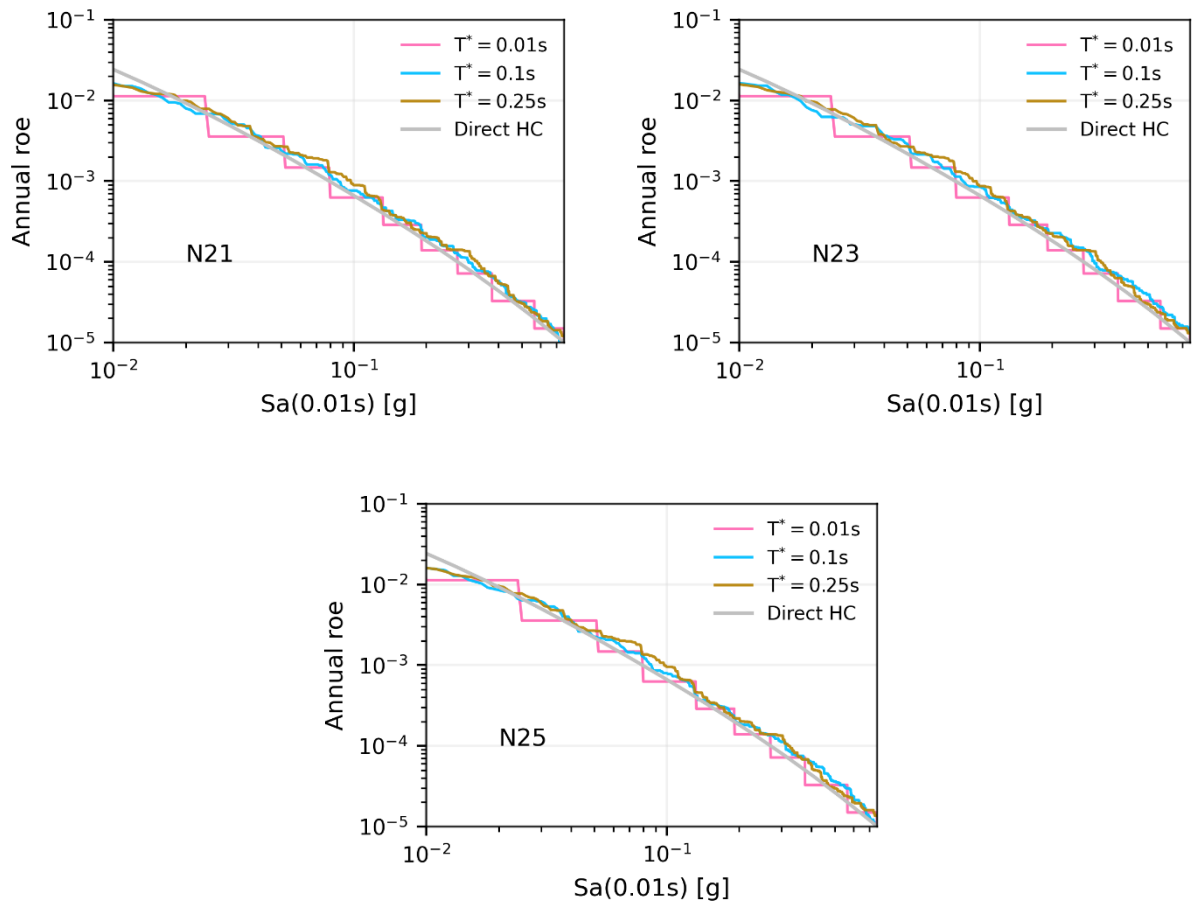 10⁻¹
10⁻²
10⁻³
10⁻⁴
10⁻⁵
Annual roe
T* = 0.01s
T* = 0.1s
T* = 0.25s
Direct HC
N21
10⁻²
10⁻¹
Sa(0.01s) [g]
10⁻¹
10⁻²
10⁻³
10⁻⁴
10⁻⁵
Annual roe
T* = 0.01s
T* = 0.1s
T* = 0.25s
Direct HC
N23
10⁻²
10⁻¹
Sa(0.01s) [g]
10⁻¹
10⁻²
10⁻³
10⁻⁴
10⁻⁵
Annual roe
T* = 0.01s
T* = 0.1s
T* = 0.25s
Direct HC
N25
10⁻²
10⁻¹
Sa(0.01s) [g]